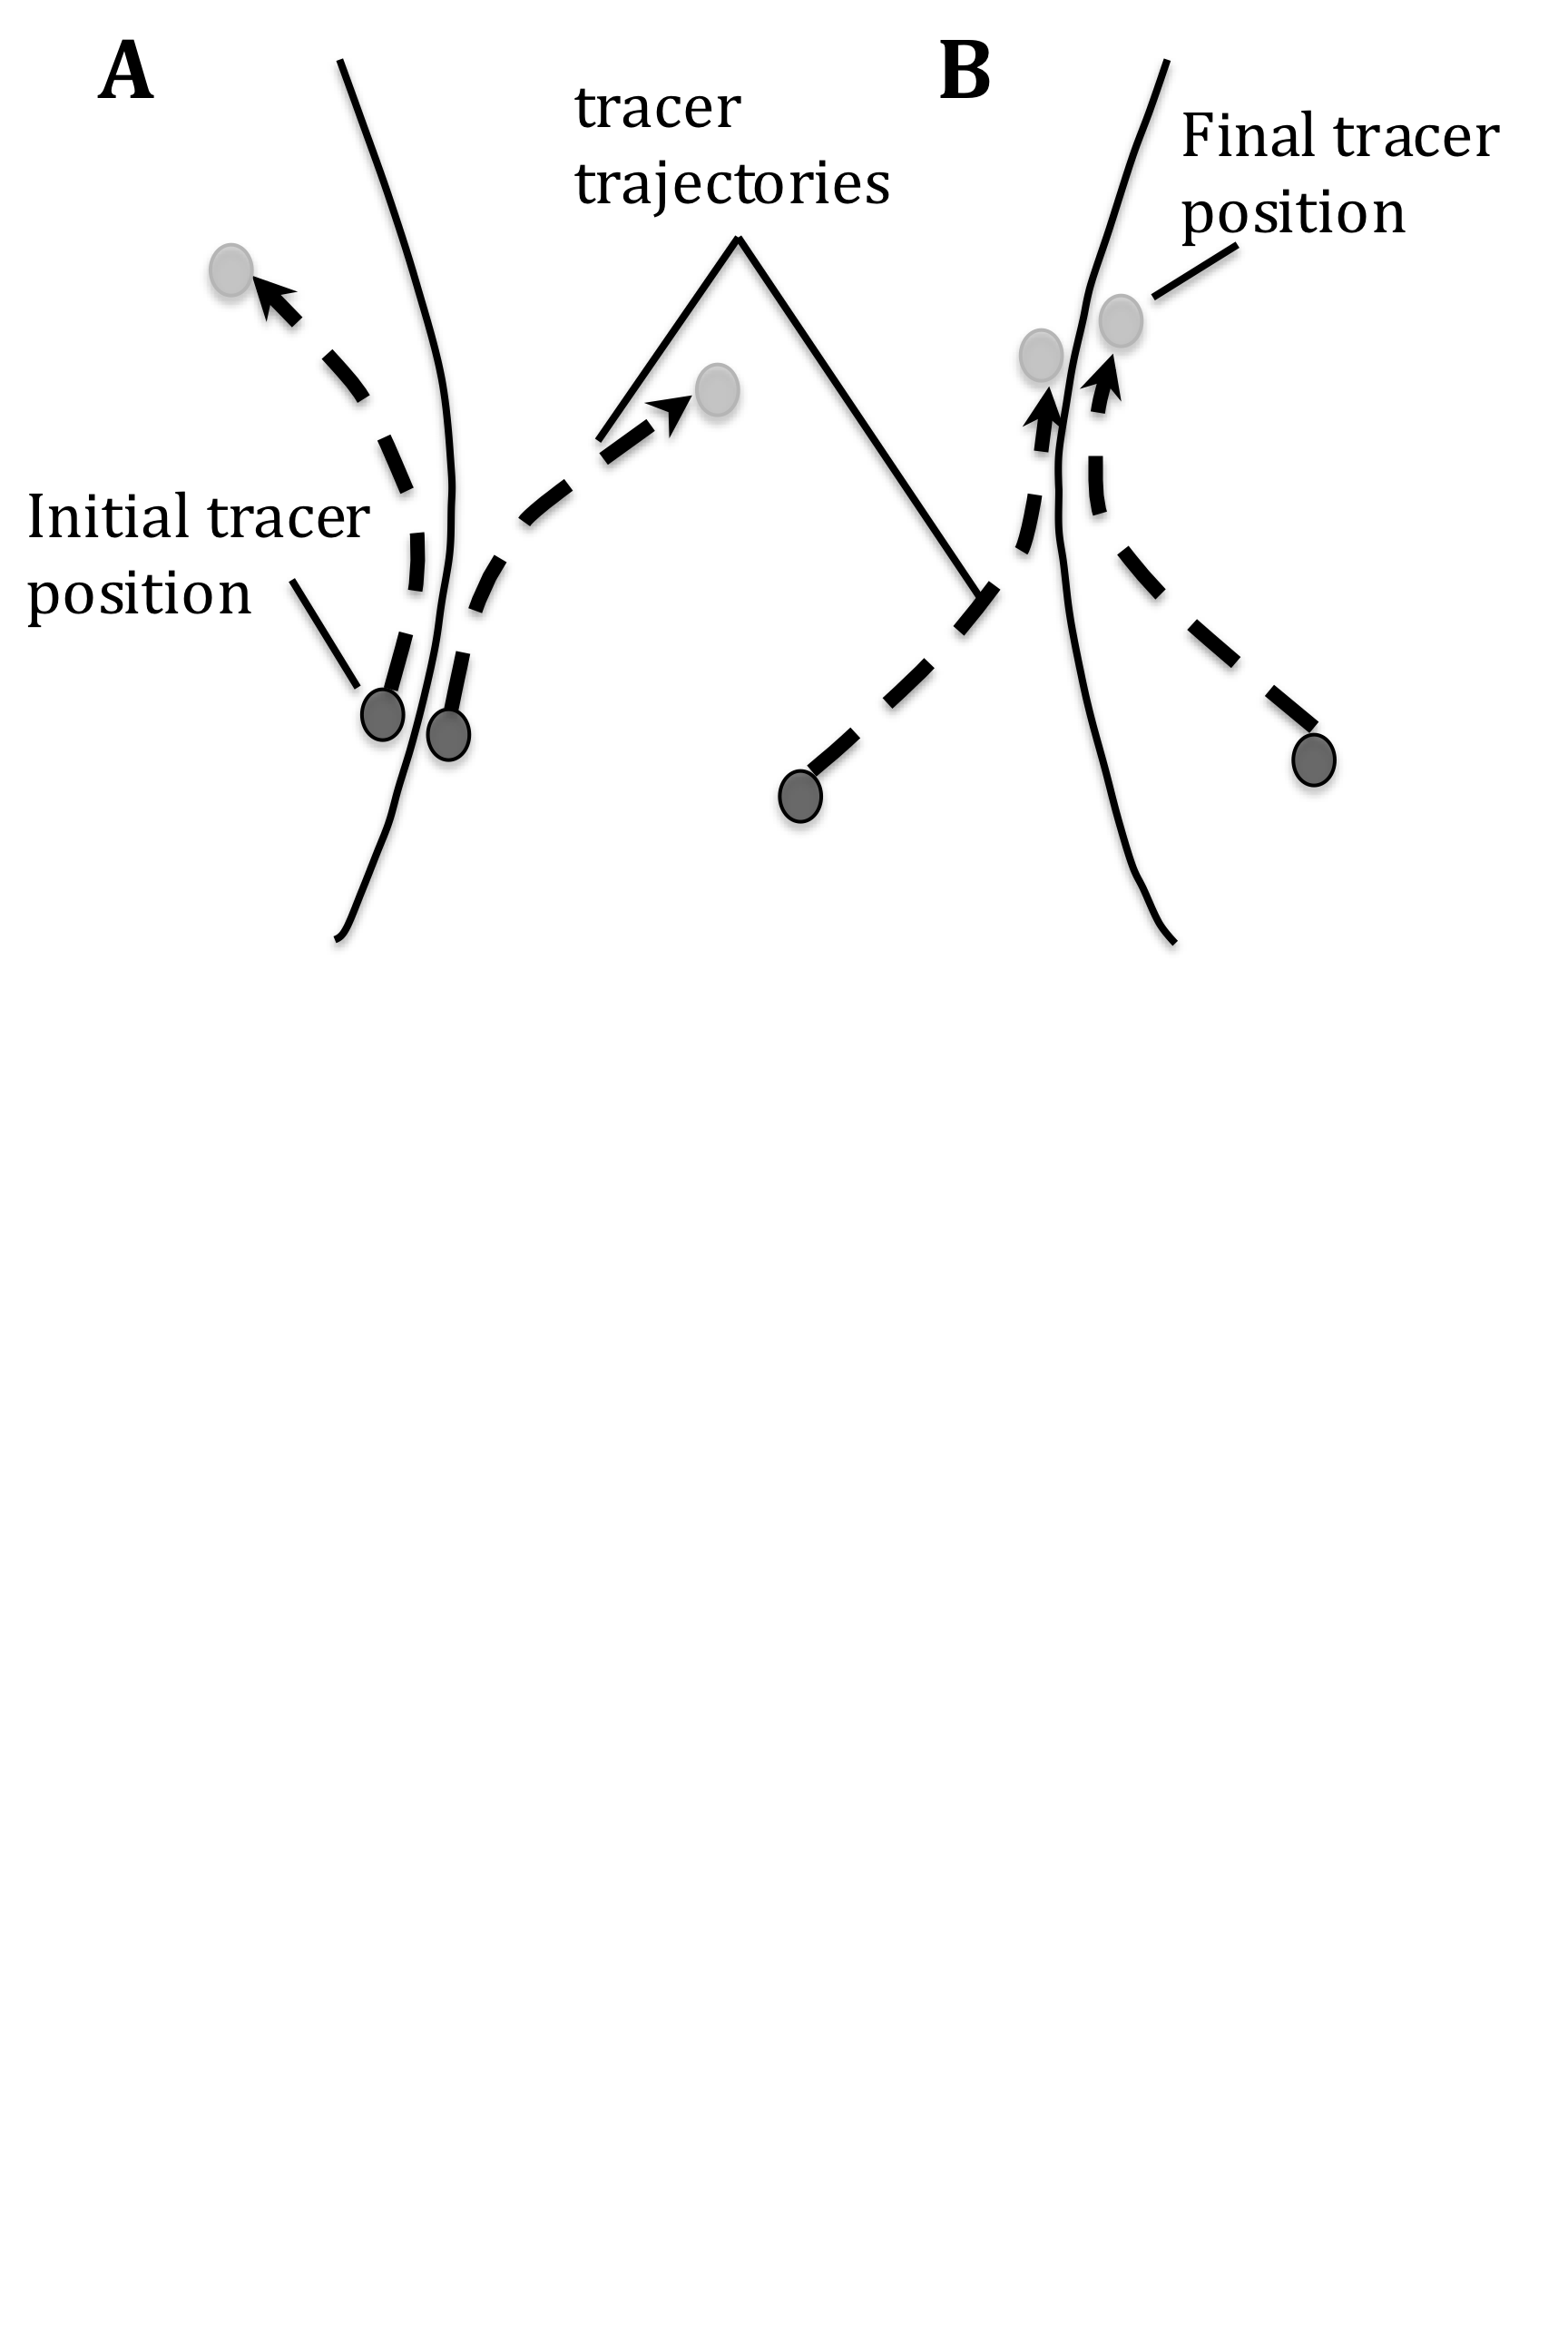 A
tracer
trajectories
B
Final tracer
position
Initial tracer
position